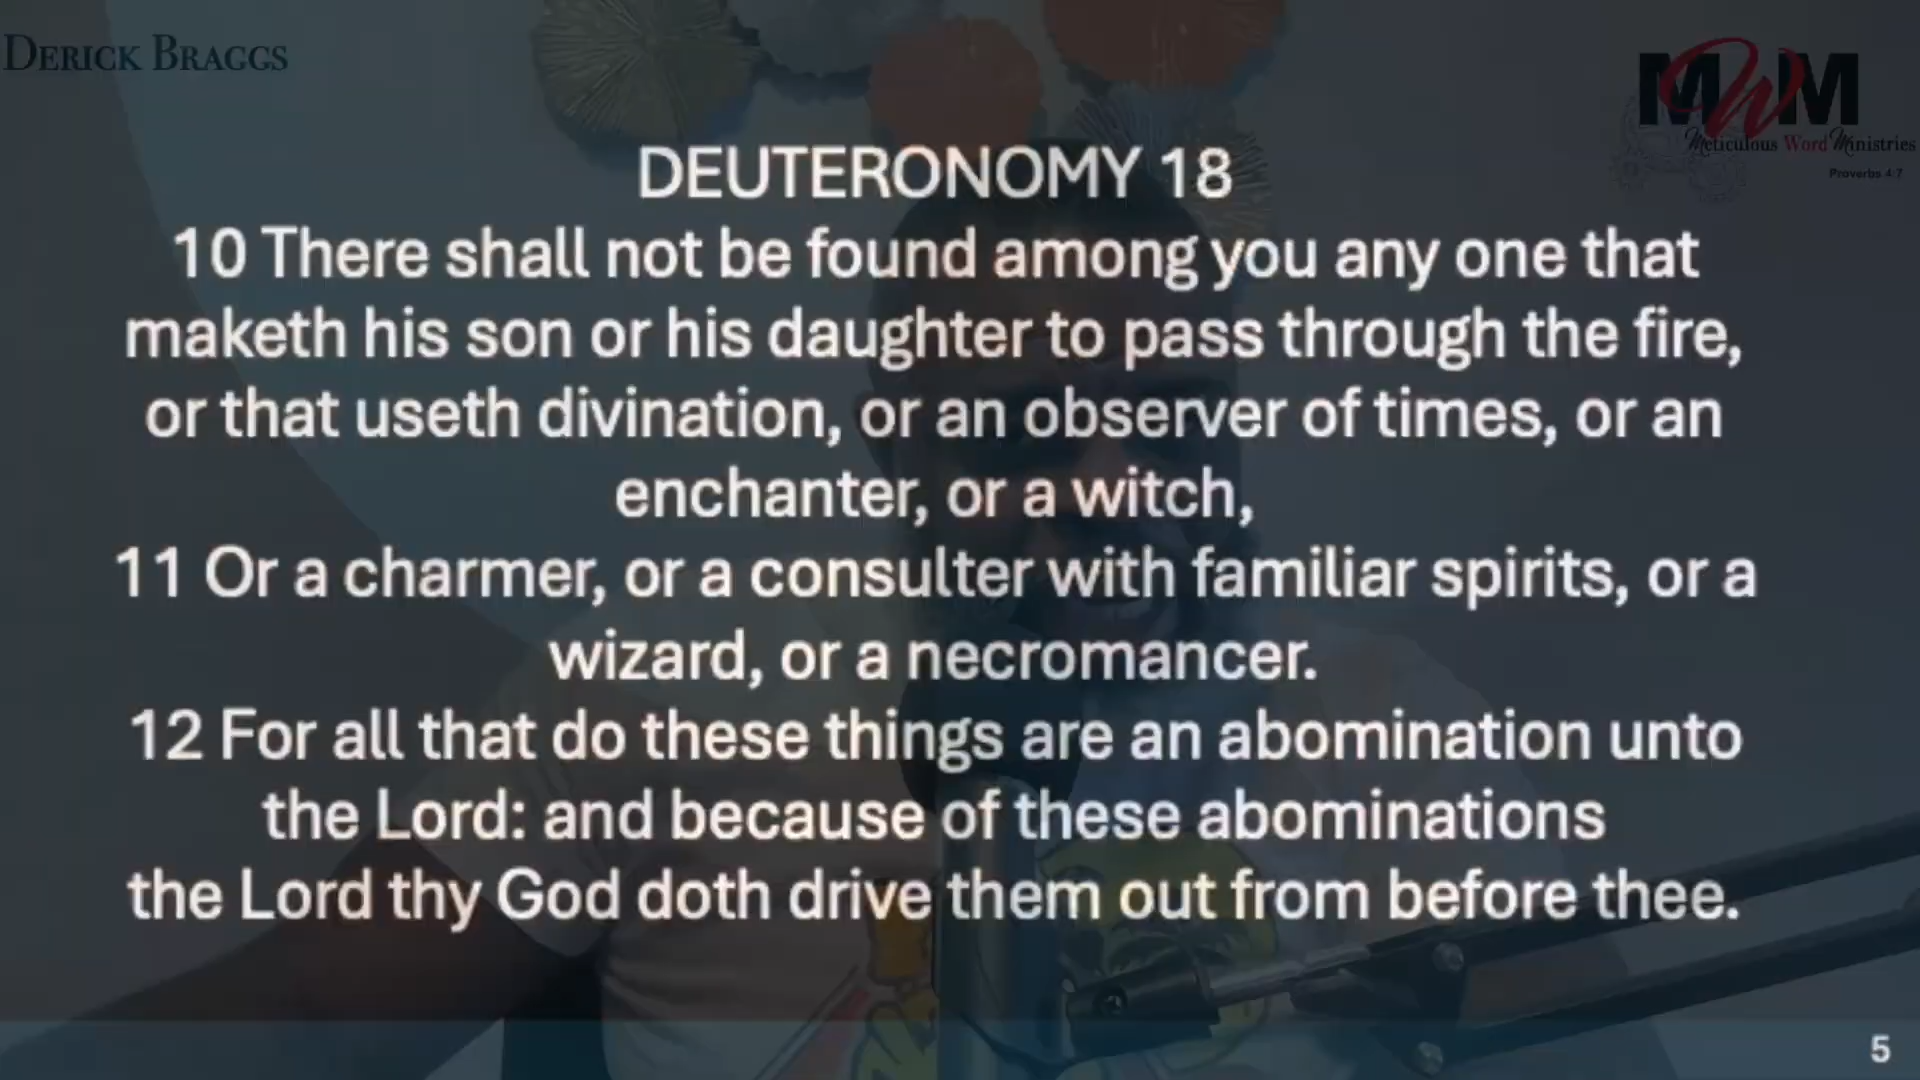 DERICK BRAGGS
MWM
Meticulous Word Ministries
Proverbs 4:7
DEUTERONOMY 18
10 There shall not be found among you any one that
maketh his son or his daughter to pass through the fire,
or that useth divination, or an observer of times, or an
enchanter, or a witch,
11 Or a charmer, or a consulter with familiar spirits, or a
wizard, or a necromancer.
12 For all that do these things are an abomination unto
the Lord: and because of these abominations
the Lord thy God doth drive them out from before thee.
5